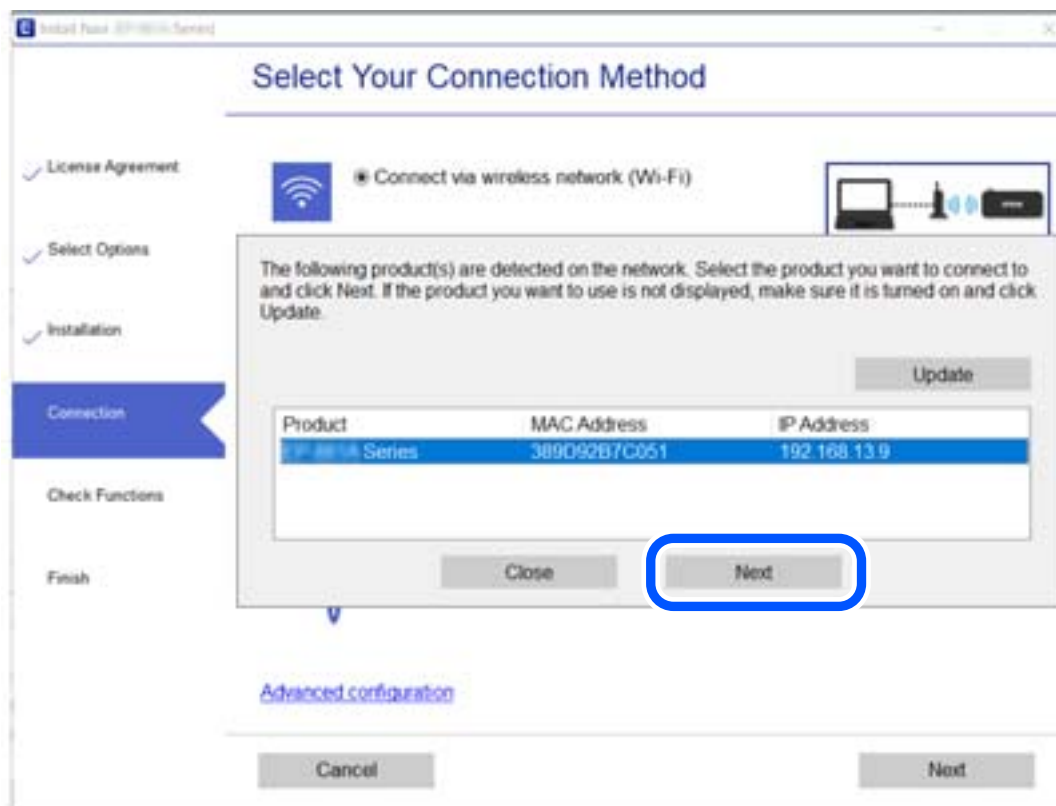 Install Navi
Series]
Select Your Connection Method
License Agreement
Connect via wireless network (Wi-Fi)
Select Options
The following product(s) are detected on the network. Select the product you want to connect to
and click Next. If the product you want to use is not displayed, make sure it is turned on and click
Update.
Installation
Update
Connection
Product MAC Address IP Address
Series 389D92B7C051 192.168.13.9
Check Functions
Close Next
Finish
Advanced configuration
Cancel Next